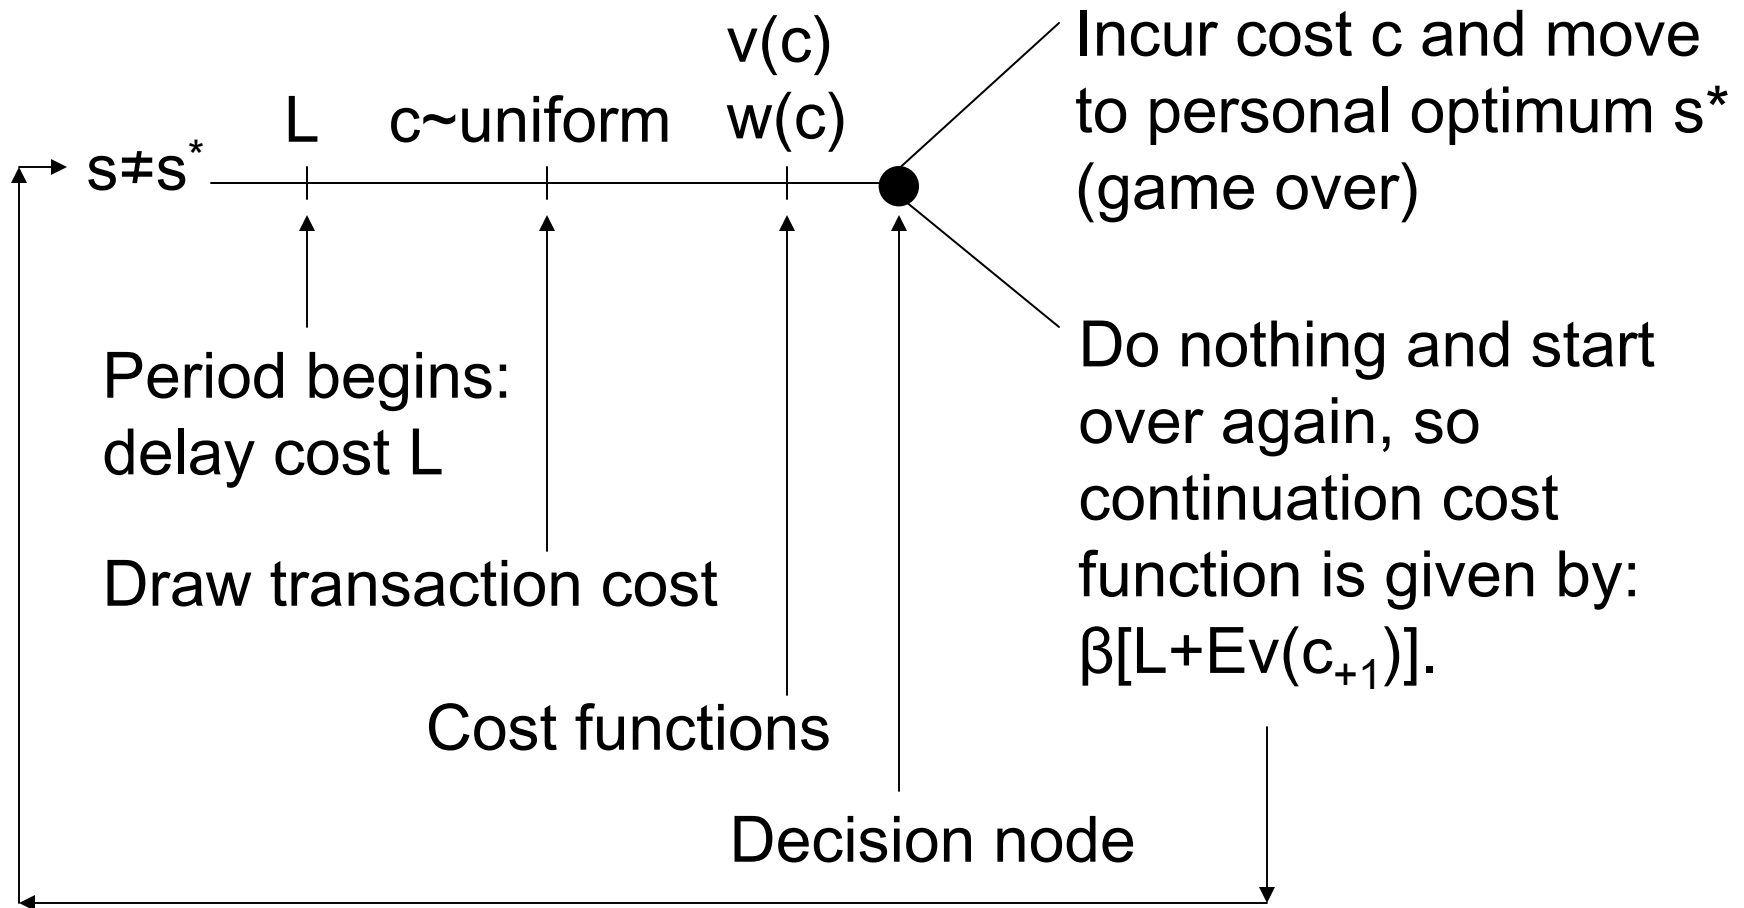 s≠s*
L
c~uniform
v(c)
w(c)
Incur cost c and move
to personal optimum s*
(game over)
Do nothing and start
over again, so
continuation cost
function is given by:
β[L+Ev(c₊₁)].
Period begins:
delay cost L
Draw transaction cost
Cost functions
Decision node